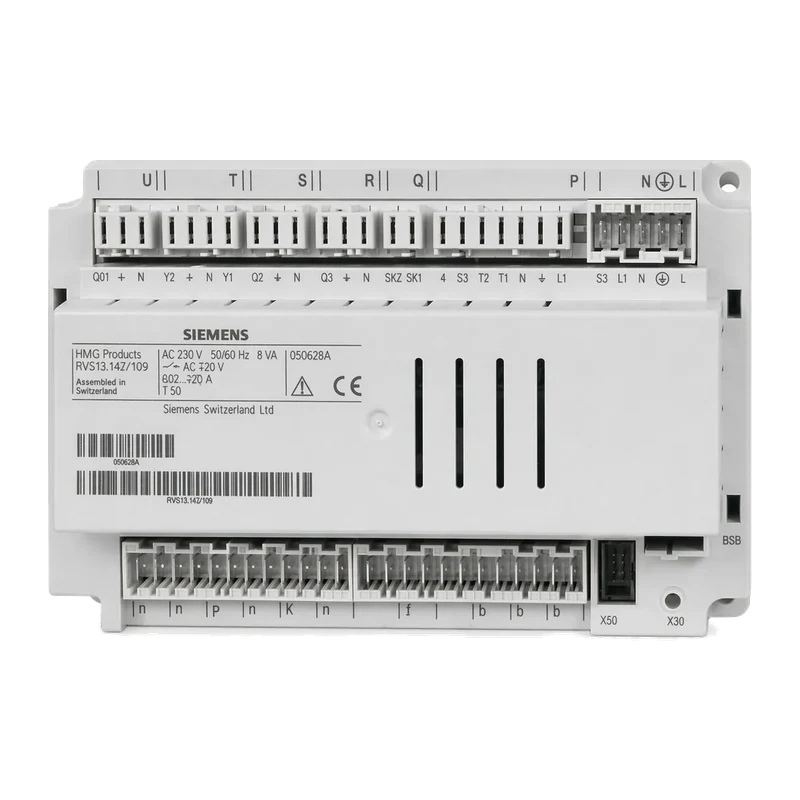 U T S R Q P N L
Q01 + N Y2 + N Y1 Q2 N Q3 N SKZ SK1 4 S3 T2 T1 N L1 S3 L1 N L
SIEMENS
HMG Products AC 230 V 50/60 Hz 8 VA 050628A
RVS13.147/109 AC
Assembled in
Switzerland T 50
CE
Siemens Switzerland Ltd
050628A
RVS13.147/109
BSB
n n p n K n f b b b
X50 X30